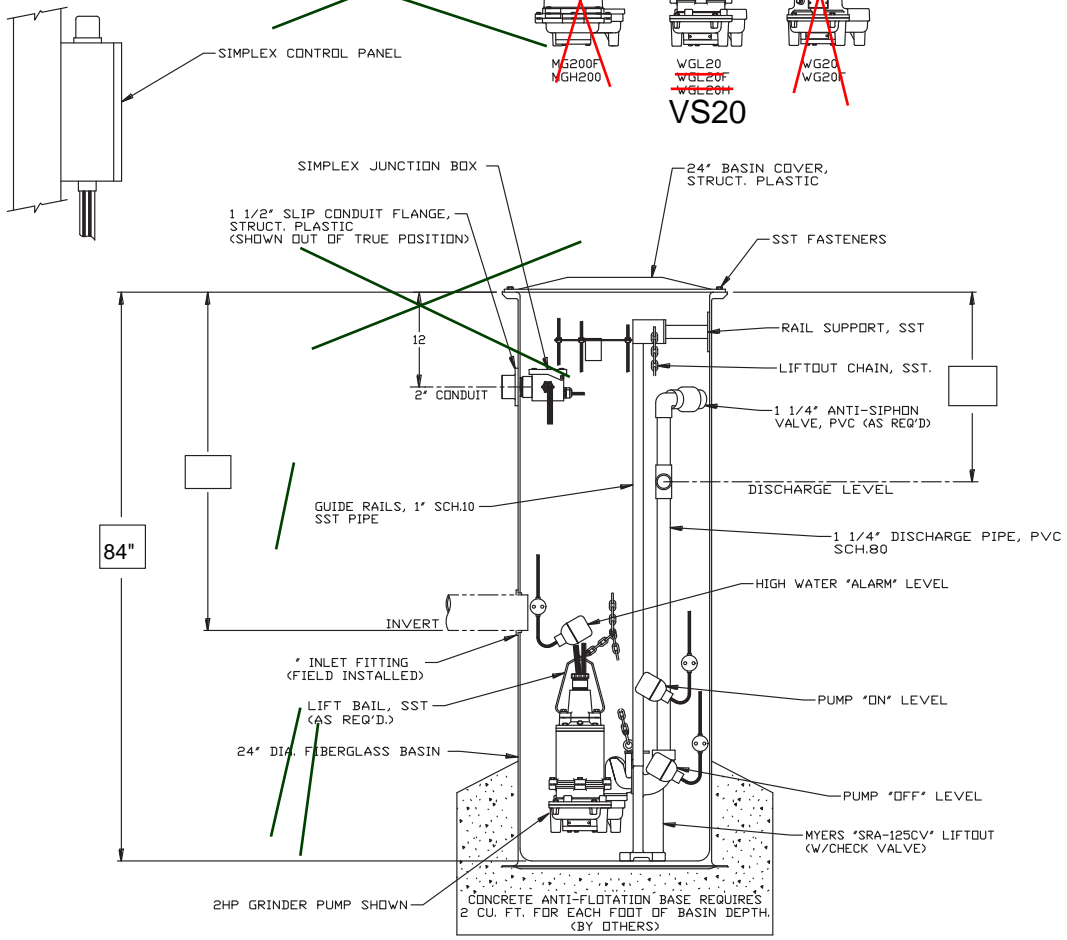 SIMPLEX CONTROL PANEL
MG200F
MGH200
WGL20
WGL20F
WGL20H
VS20
WG20
WG20F
SIMPLEX JUNCTION BOX
24" BASIN COVER,
STRUCT. PLASTIC
1 1/2" SLIP CONDUIT FLANGE,
STRUCT. PLASTIC
(SHOWN OUT OF TRUE POSITION)
SST FASTENERS
12
RAIL SUPPORT, SST
LIFTOUT CHAIN, SST.
2" CONDUIT
1 1/4" ANTI-SIPHON
VALVE, PVC (AS REQ'D)
DISCHARGE LEVEL
GUIDE RAILS, 1" SCH.10
SST PIPE
84"
1 1/4" DISCHARGE PIPE, PVC
SCH.80
HIGH WATER "ALARM" LEVEL
INVERT
" INLET FITTING
(FIELD INSTALLED)
LIFT BAIL, SST
(AS REQ'D.)
PUMP "ON" LEVEL
24" DIA. FIBERGLASS BASIN
PUMP "OFF" LEVEL
MYERS "SRA-125CV" LIFTOUT
(W/CHECK VALVE)
2HP GRINDER PUMP SHOWN
CONCRETE ANTI-FLOTATION BASE REQUIRES
2 CU. FT. FOR EACH FOOT OF BASIN DEPTH.
(BY OTHERS)